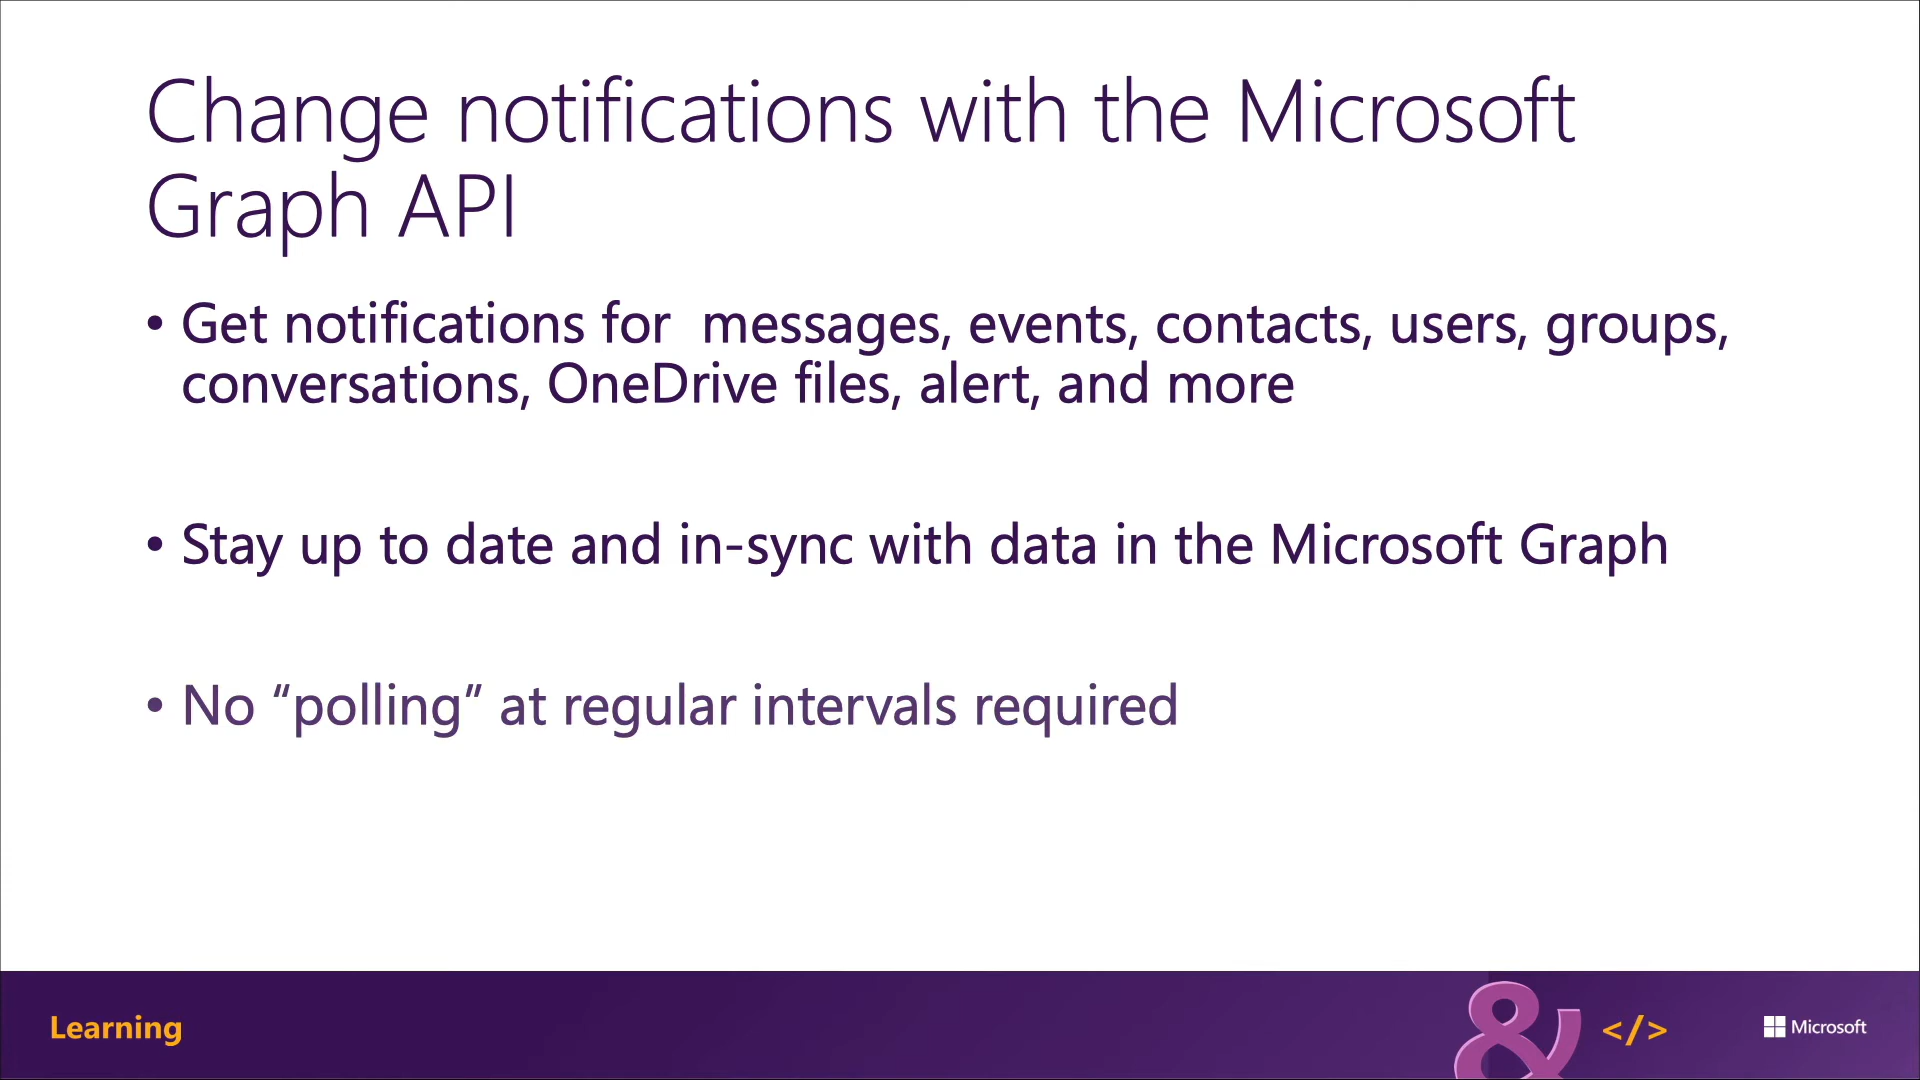 Change notifications with the Microsoft
Graph API
• Get notifications for  messages, events, contacts, users, groups,
conversations, OneDrive files, alert, and more
• Stay up to date and in-sync with data in the Microsoft Graph
• No “polling” at regular intervals required
Learning
& </>
Microsoft